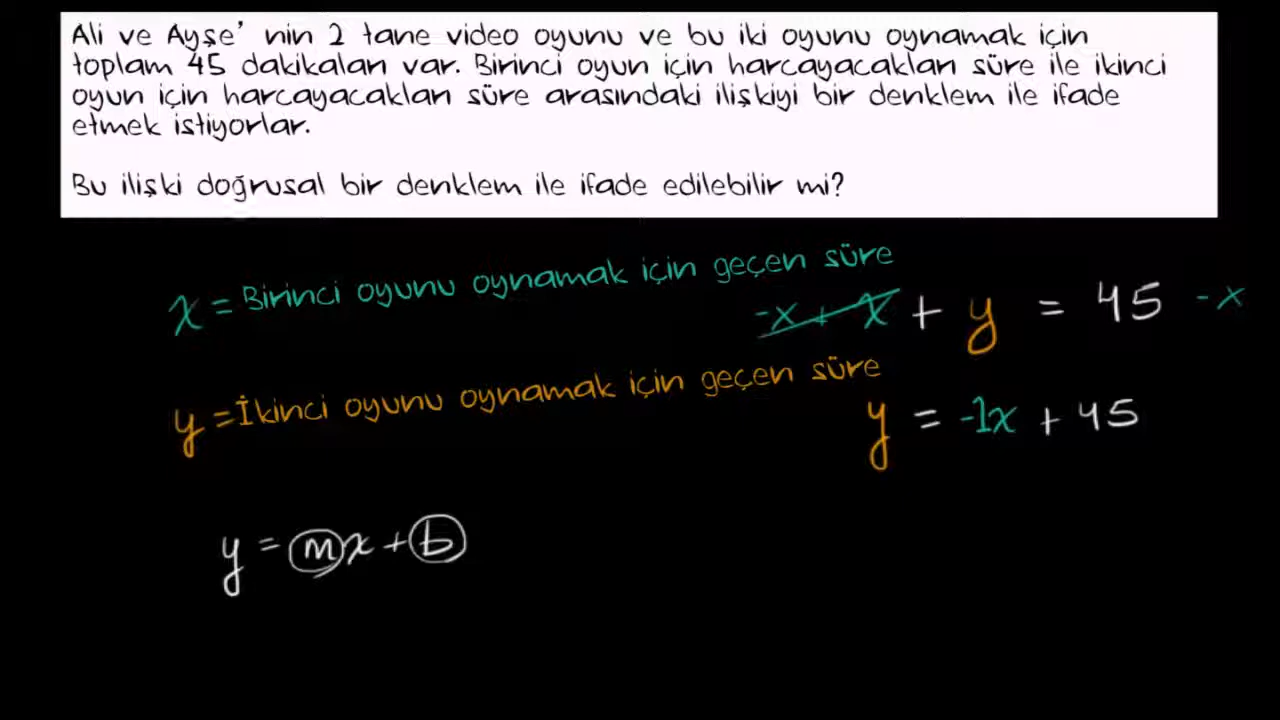 Ali ve Ayşe' nin 2 tane video oyunu ve bu iki oyunu oynamak için
toplam 45 dakikaları var. Birinci oyun için harcayacakları süre ile ikinci
oyun için harcayacakları süre arasındaki ilişkiyi bir denklem ile ifade
etmek istiyorlar.
Bu ilişki doğrusal bir denklem ile ifade edilebilir mi?
x = Birinci oyunu oynamak için geçen süre
-x + x + y = 45 -x
y = İkinci oyunu oynamak için geçen süre
y = -1x + 45
y = mx + b